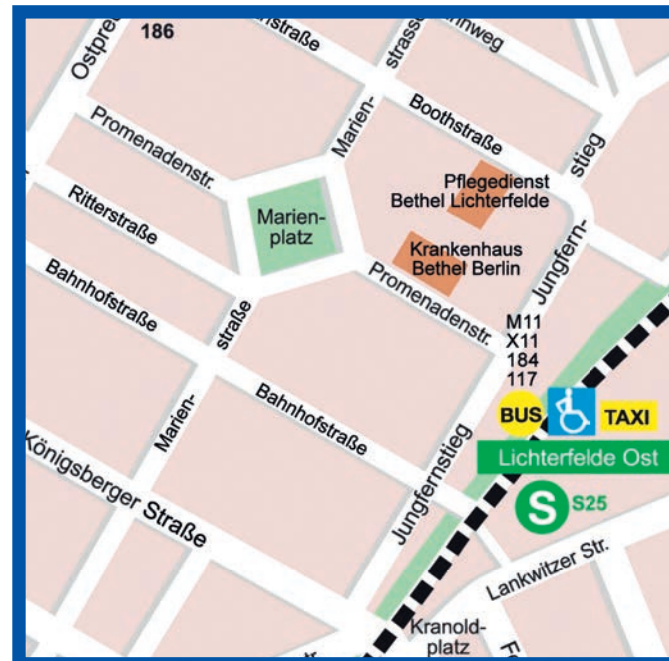 186
Ostpre
nstraße
strasse
nnweg
Promenadenstr.
Marien-
Boothstraße
stieg
Ritterstraße
Marien-
platz
Pflegedienst
Bethel Lichterfelde
Krankenhaus
Bethel Berlin
Jungfern-
Bahnhofstraße
straße
Promenadenstr.
M11
X11
184
117
BUS
TAXI
Marien-
Bahnhofstraße
Lichterfelde Ost
Königsberger Straße
Jungfernstieg
S
S25
Lankwitzer Str.
Kranold-
platz